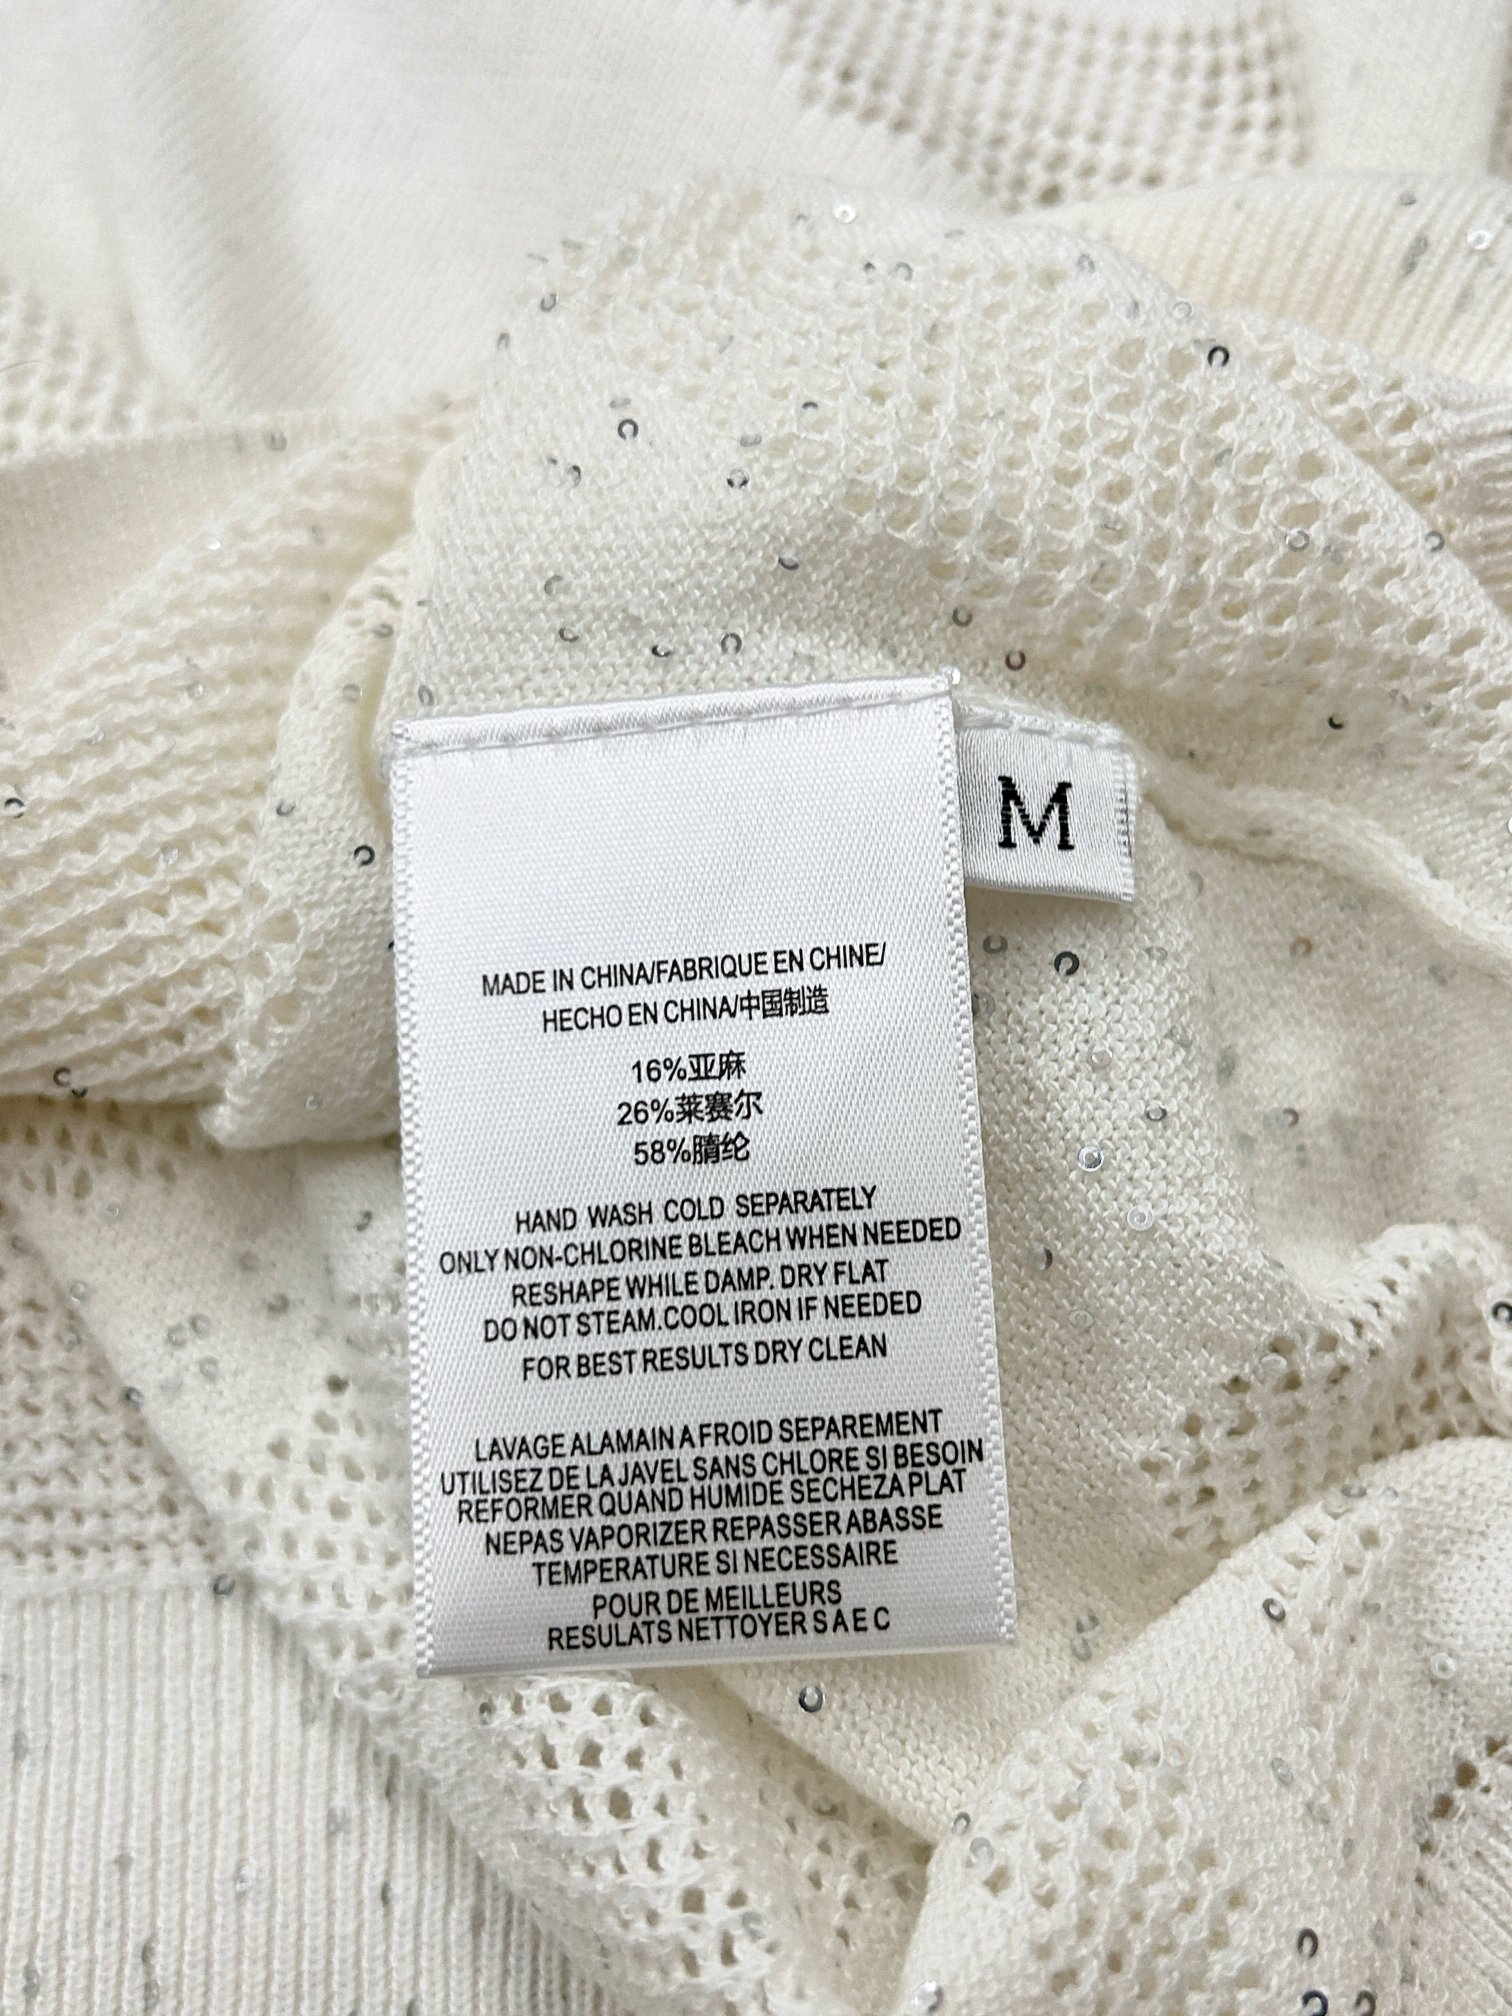 M
MADE IN CHINA/FABRIQUE EN CHINE/
HECHO EN CHINA/中国制造
16%亚麻
26%莱赛尔
58%腈纶
HAND WASH COLD SEPARATELY
ONLY NON-CHLORINE BLEACH WHEN NEEDED
RESHAPE WHILE DAMP. DRY FLAT
DO NOT STEAM.COOL IRON IF NEEDED
FOR BEST RESULTS DRY CLEAN
LAVAGE ALAMAIN A FROID SEPAREMENT
UTILISEZ DE LA JAVEL SANS CHLORE SI BESOIN
REFORMER QUAND HUMIDE SECHEZA PLAT
NEPAS VAPORIZER REPASSER ABASSE
TEMPERATURE SI NECESSAIRE
POUR DE MEILLEURS
RESULATS NETTOYER S A E C